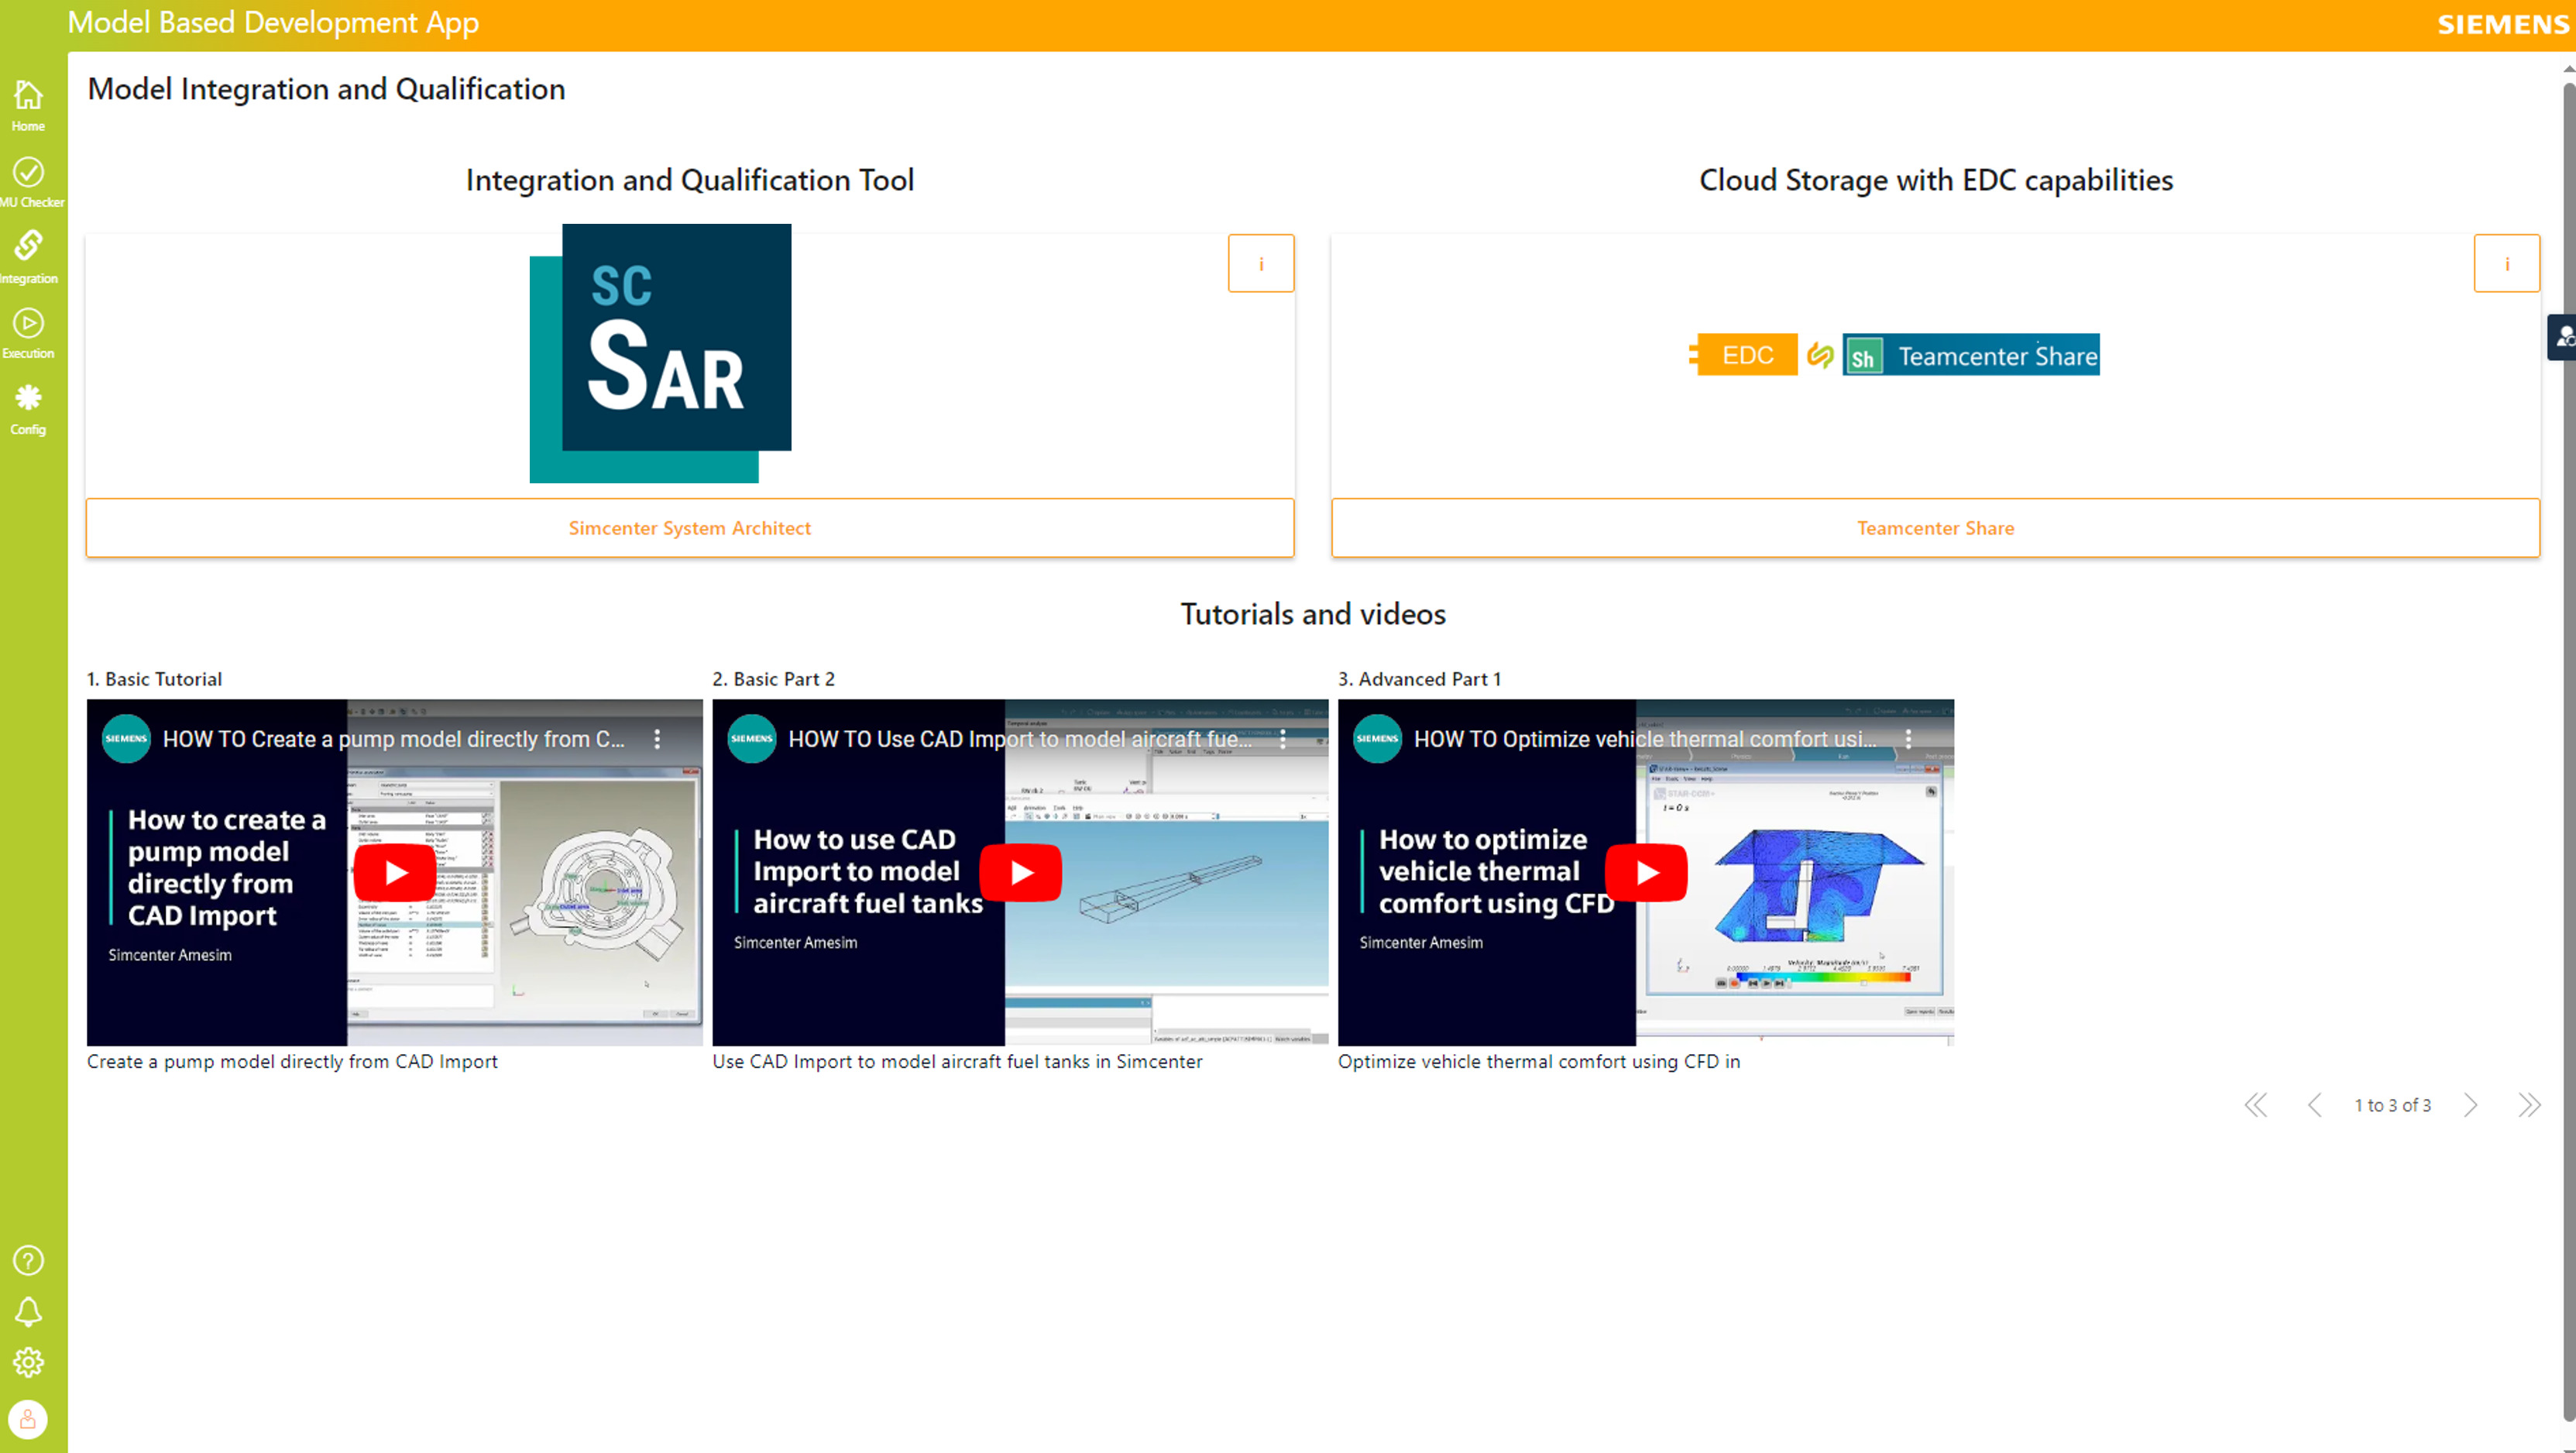 Model Based Development App
SIEMENS
Home
MU Checker
Integration
Execution
Config
Model Integration and Qualification
Integration and Qualification Tool
Cloud Storage with EDC capabilities
SC
SAR
i
i
EDC
Sh Teamcenter Share
Simcenter System Architect
Teamcenter Share
Tutorials and videos
1. Basic Tutorial
SIEMENS
HOW TO Create a pump model directly from C...
How to create a
pump model
directly from
CAD Import
Simcenter Amesim
Create a pump model directly from CAD Import
2. Basic Part 2
SIEMENS
HOW TO Use CAD Import to model aircraft fue...
How to use CAD
Import to model
aircraft fuel tanks
Simcenter Amesim
Use CAD Import to model aircraft fuel tanks in Simcenter
3. Advanced Part 1
SIEMENS
HOW TO Optimize vehicle thermal comfort usi...
How to optimize
vehicle thermal
comfort using CFD
Simcenter Amesim
STAR-CCM+
t = 0 s
Velocity: Magnitude (m/s)
Optimize vehicle thermal comfort using CFD in
1 to 3 of 3